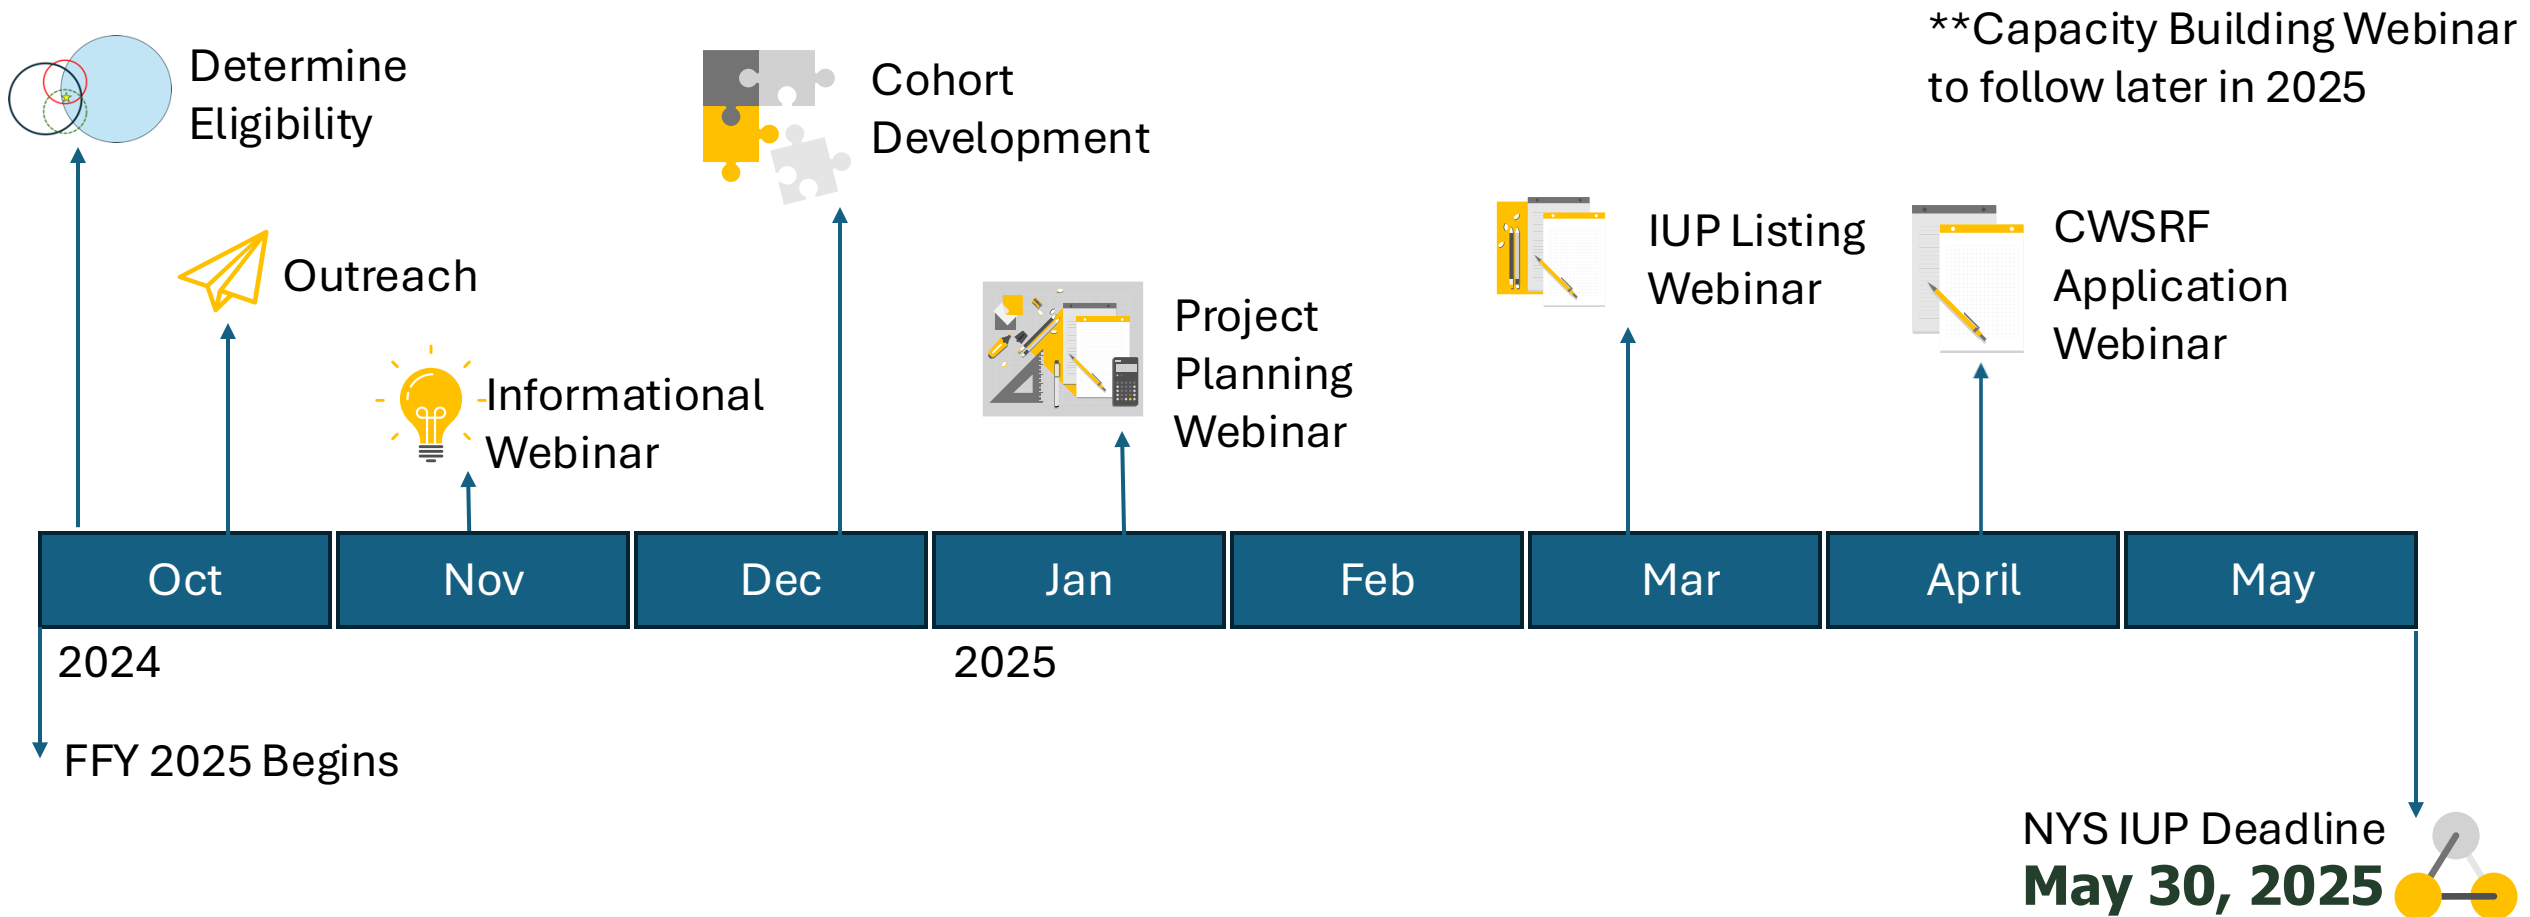 **Capacity Building Webinar
to follow later in 2025
Determine
Eligibility
Cohort
Development
Outreach
IUP Listing
Webinar
CWSRF
Application
Webinar
Informational
Webinar
Project
Planning
Webinar
Oct
Nov
Dec
Jan
Feb
Mar
April
May
2024
2025
FFY 2025 Begins
NYS IUP Deadline
May 30, 2025